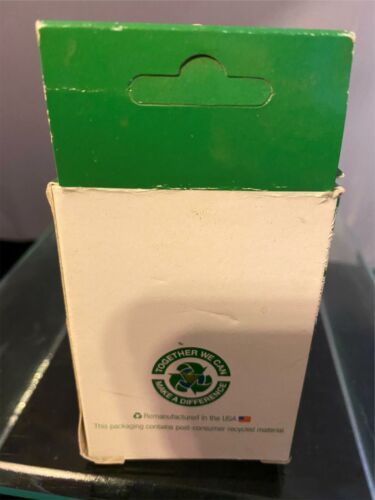 TOGETHER WE CAN
MAKE A DIFFERENCE
Remanufactured in the USA
This packaging contains post-consumer recycled material